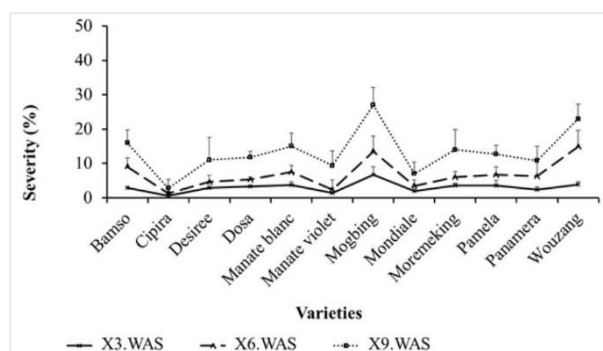 50
40
30
20
10
0
Severity (%)
Bamso
Cipira
Desiree
Dosa
Manate blanc
Manate violet
Mogbing
Mondiale
Moremeking
Pamela
Panamera
Wouzang
Varieties
X3.WAS X6.WAS X9.WAS